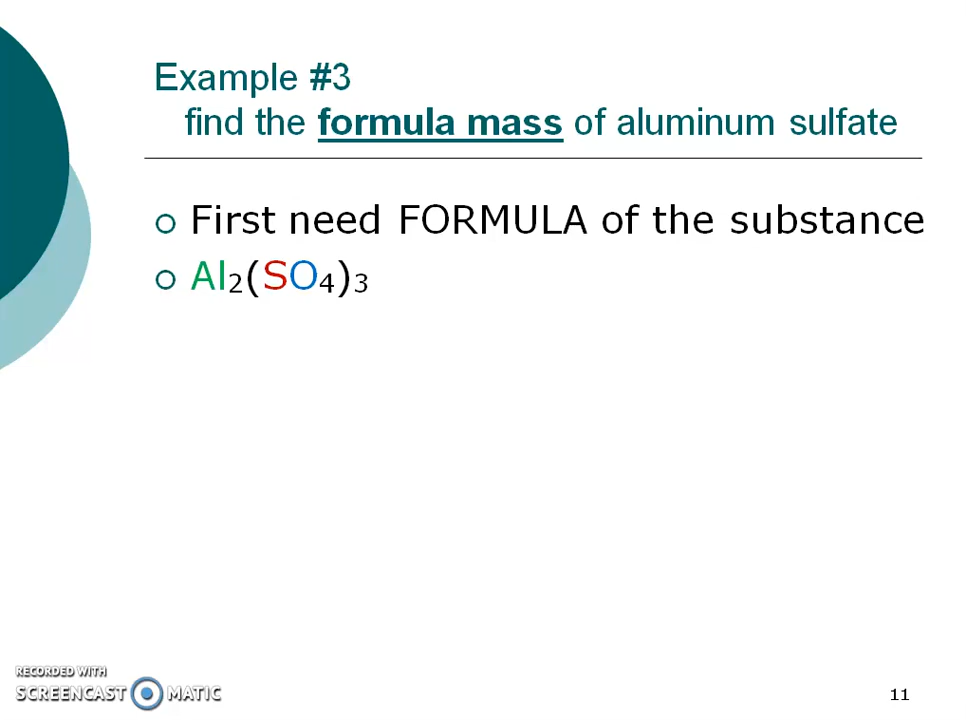 Example #3
find the formula mass of aluminum sulfate
First need FORMULA of the substance
Al₂(SO₄)₃
RECORDED WITH
SCREENCAST MATIC
11